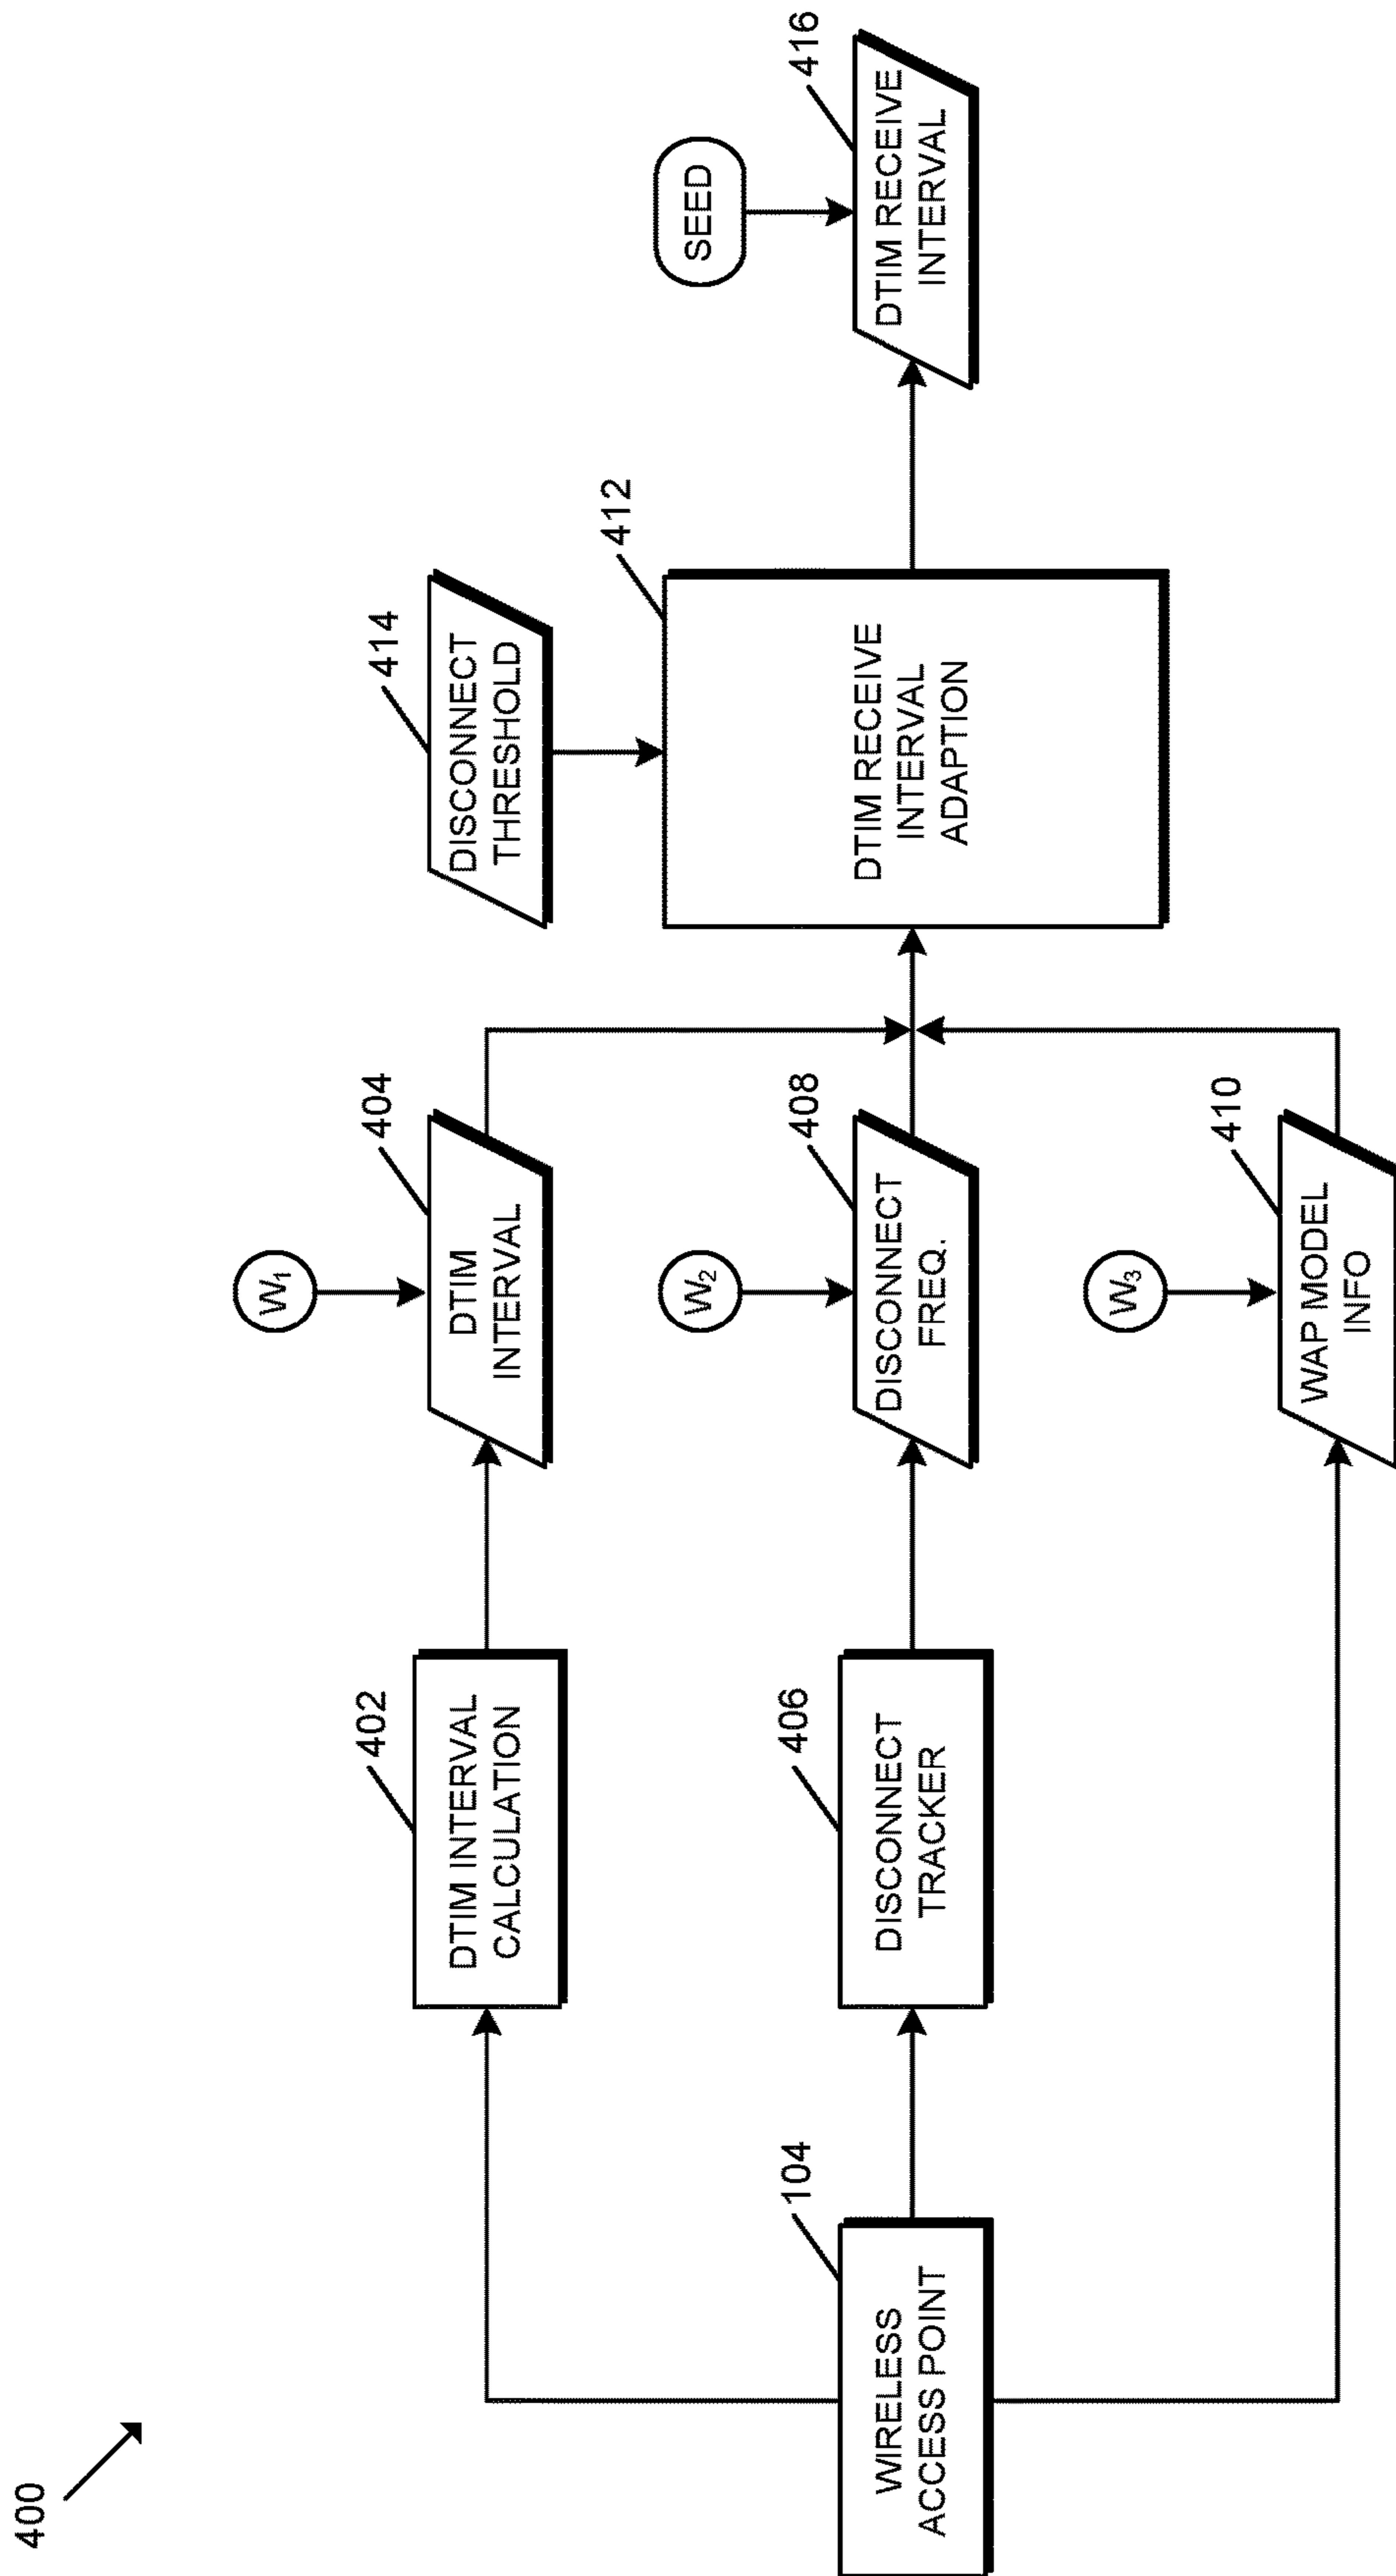 400
WIRELESS
ACCESS POINT
104
DTIM INTERVAL
CALCULATION
402
W₁
DTIM
INTERVAL
404
DISCONNECT
TRACKER
406
W₂
DISCONNECT
FREQ.
408
W₃
WAP MODEL
INFO
410
DISCONNECT
THRESHOLD
414
DTIM RECEIVE
INTERVAL
ADAPTION
412
SEED
DTIM RECEIVE
INTERVAL
416